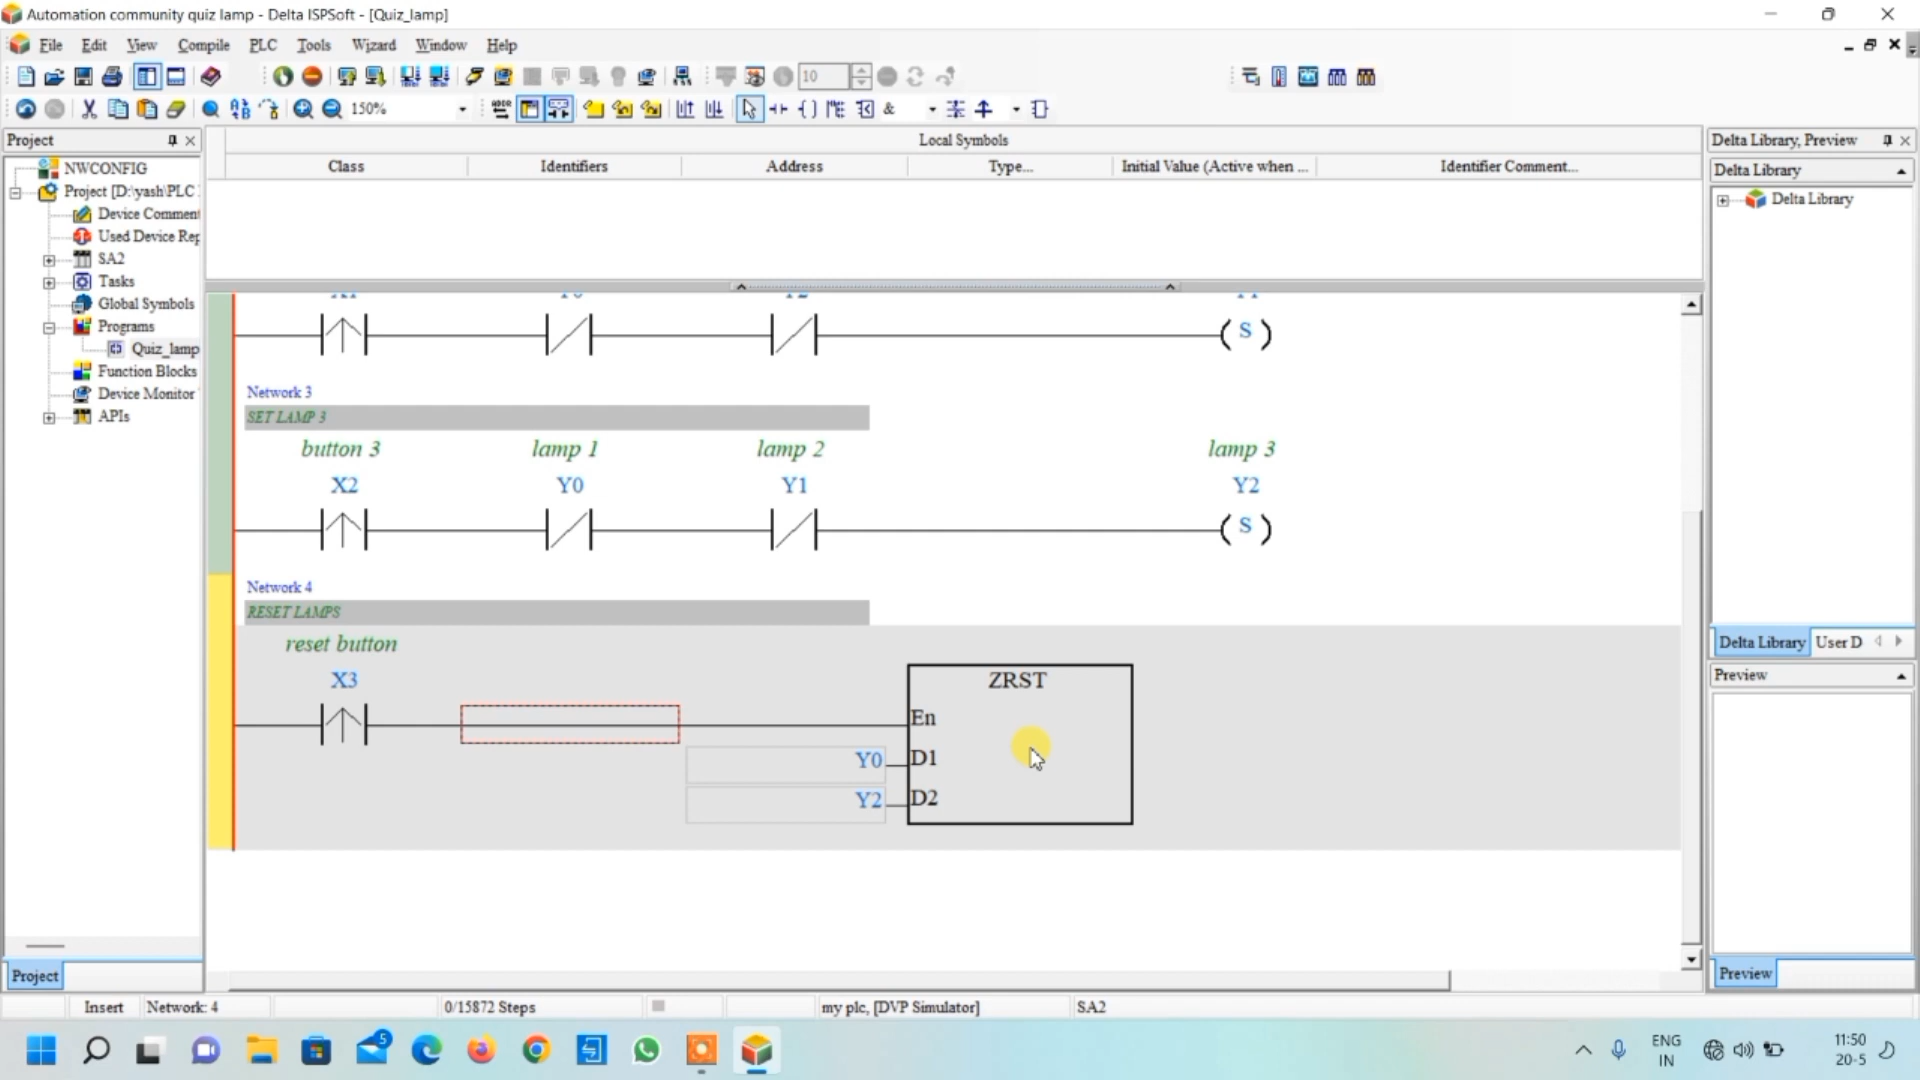 Automation community quiz lamp - Delta ISPSoft - [Quiz_lamp]
File Edit View Compile PLC Tools Wizard Window Help
10
150%
&
Project
NWCONFIG
Project [D:\yash\PLC
Device Comment
Used Device Rep
SA2
Tasks
Global Symbols
Programs
Quiz_lamp
Function Blocks
Device Monitor
APIs
Project
Local Symbols
Class Identifiers Address Type... Initial Value (Active when ... Identifier Comment...
S
Network 3
SET LAMP 3
button 3 lamp 1 lamp 2 lamp 3
X2 Y0 Y1 Y2
S
Network 4
RESET LAMPS
reset button
X3
ZRST
En
Y0 D1
Y2 D2
Delta Library, Preview
Delta Library
Delta Library
Delta Library User D
Preview
Preview
Insert Network: 4 0/15872 Steps my plc, [DVP Simulator] SA2
5
ENG
IN
11:50
20-5